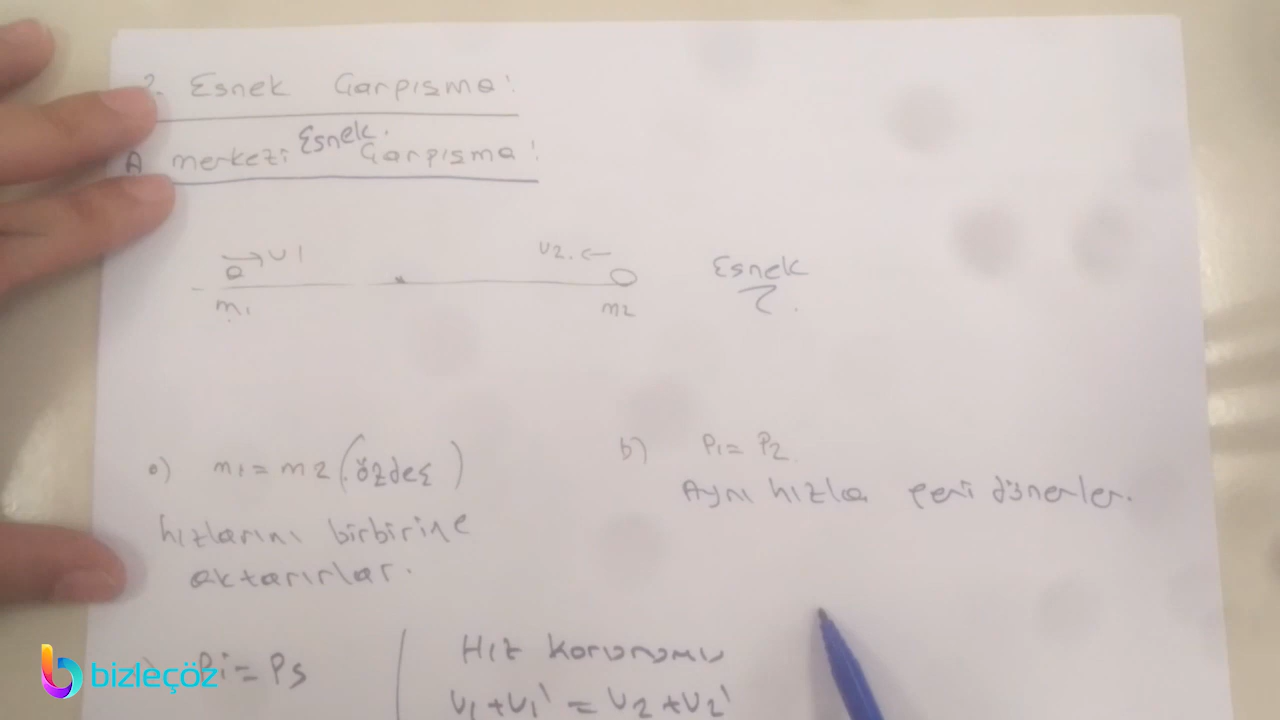 2. Esnek Çarpışma!
A merkezi Esnek Çarpışma!
v1 v2.
m1 m2
Esnek
a) m1 = m2 (özdeş)
hızlarını birbirine
aktarırlar.
b) P1 = P2
Aynı hızla geri dönerler.
Pi = Ps
Hız korunumu
v1 + v1' = v2 + v2'
bizleçöz